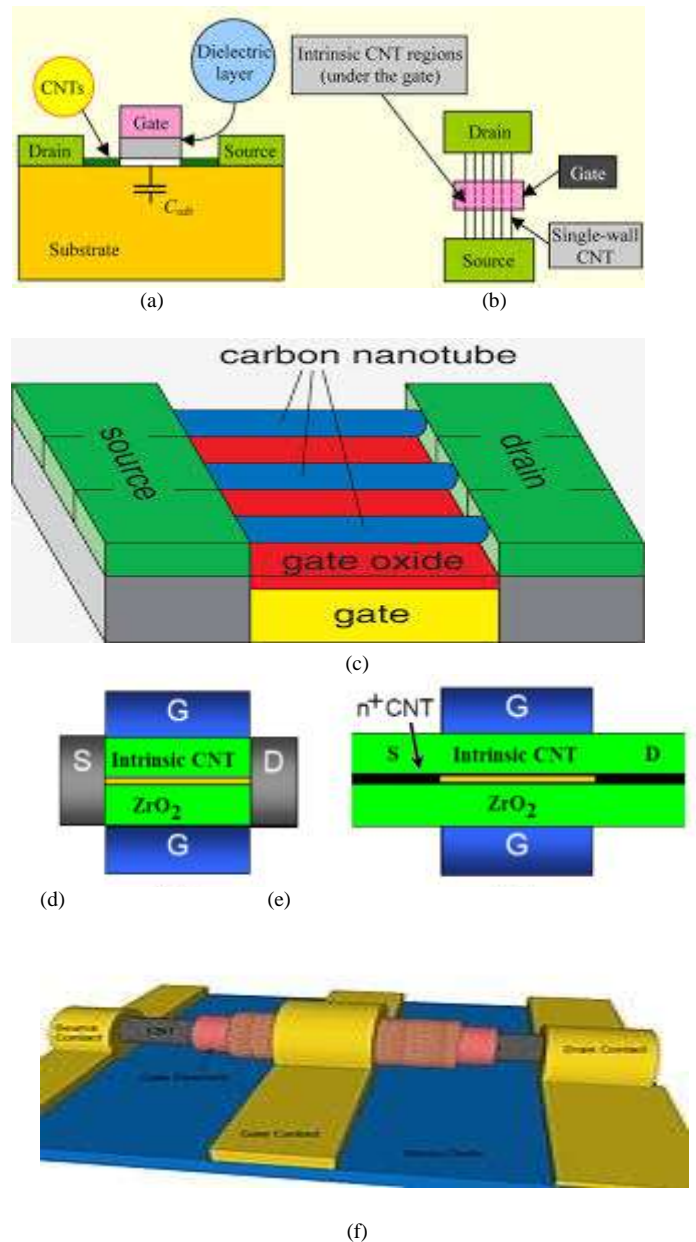 CNTs
Dielectric
layer
Gate
Drain
Source
C_sub
Substrate
(a)
Intrinsic CNT regions
(under the gate)
Drain
Gate
Single-wall
CNT
Source
(b)
carbon nanotube
source
drain
gate oxide
gate
(c)
G
S
Intrinsic CNT
D
ZrO2
G
(d)
n+CNT
G
S
Intrinsic CNT
D
ZrO2
G
(e)
Source
Contact
CNT
Drain Contact
Gate Contact
(f)